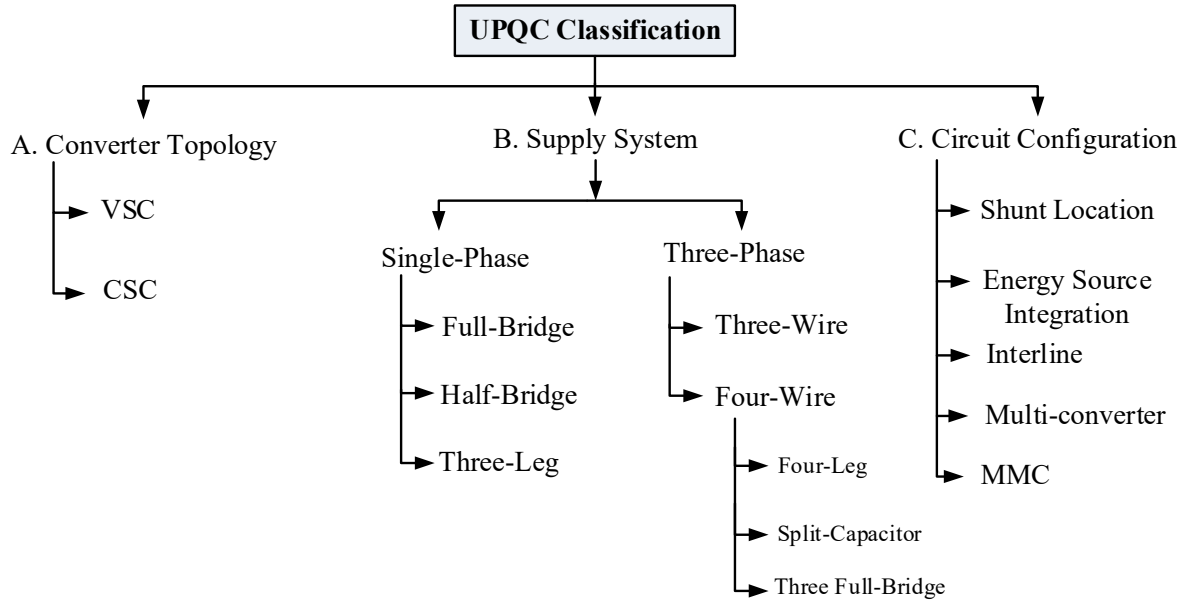 UPQC Classification
A. Converter Topology
VSC
CSC
B. Supply System
Single-Phase
Full-Bridge
Half-Bridge
Three-Leg
Three-Phase
Three-Wire
Four-Wire
Four-Leg
Split-Capacitor
Three Full-Bridge
C. Circuit Configuration
Shunt Location
Energy Source
Integration
Interline
Multi-converter
MMC